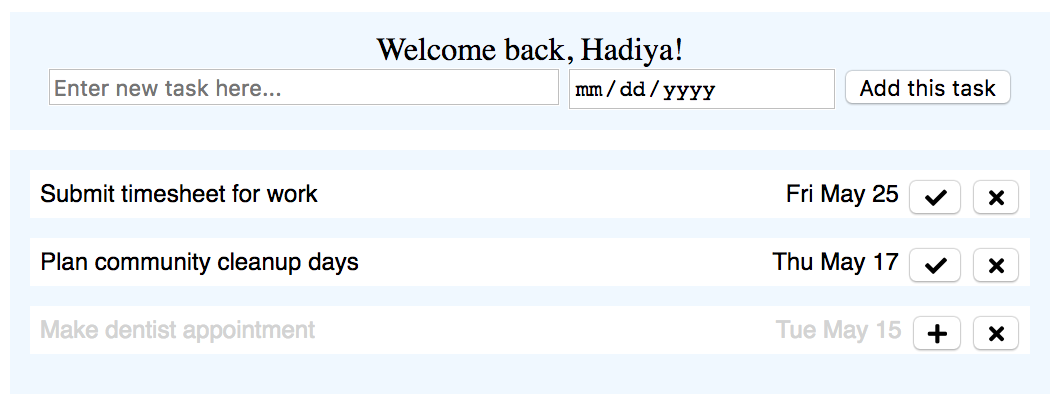 Welcome back, Hadiya!
Enter new task here... mm/dd/yyyy Add this task
Submit timesheet for work Fri May 25
Plan community cleanup days Thu May 17
Make dentist appointment Tue May 15